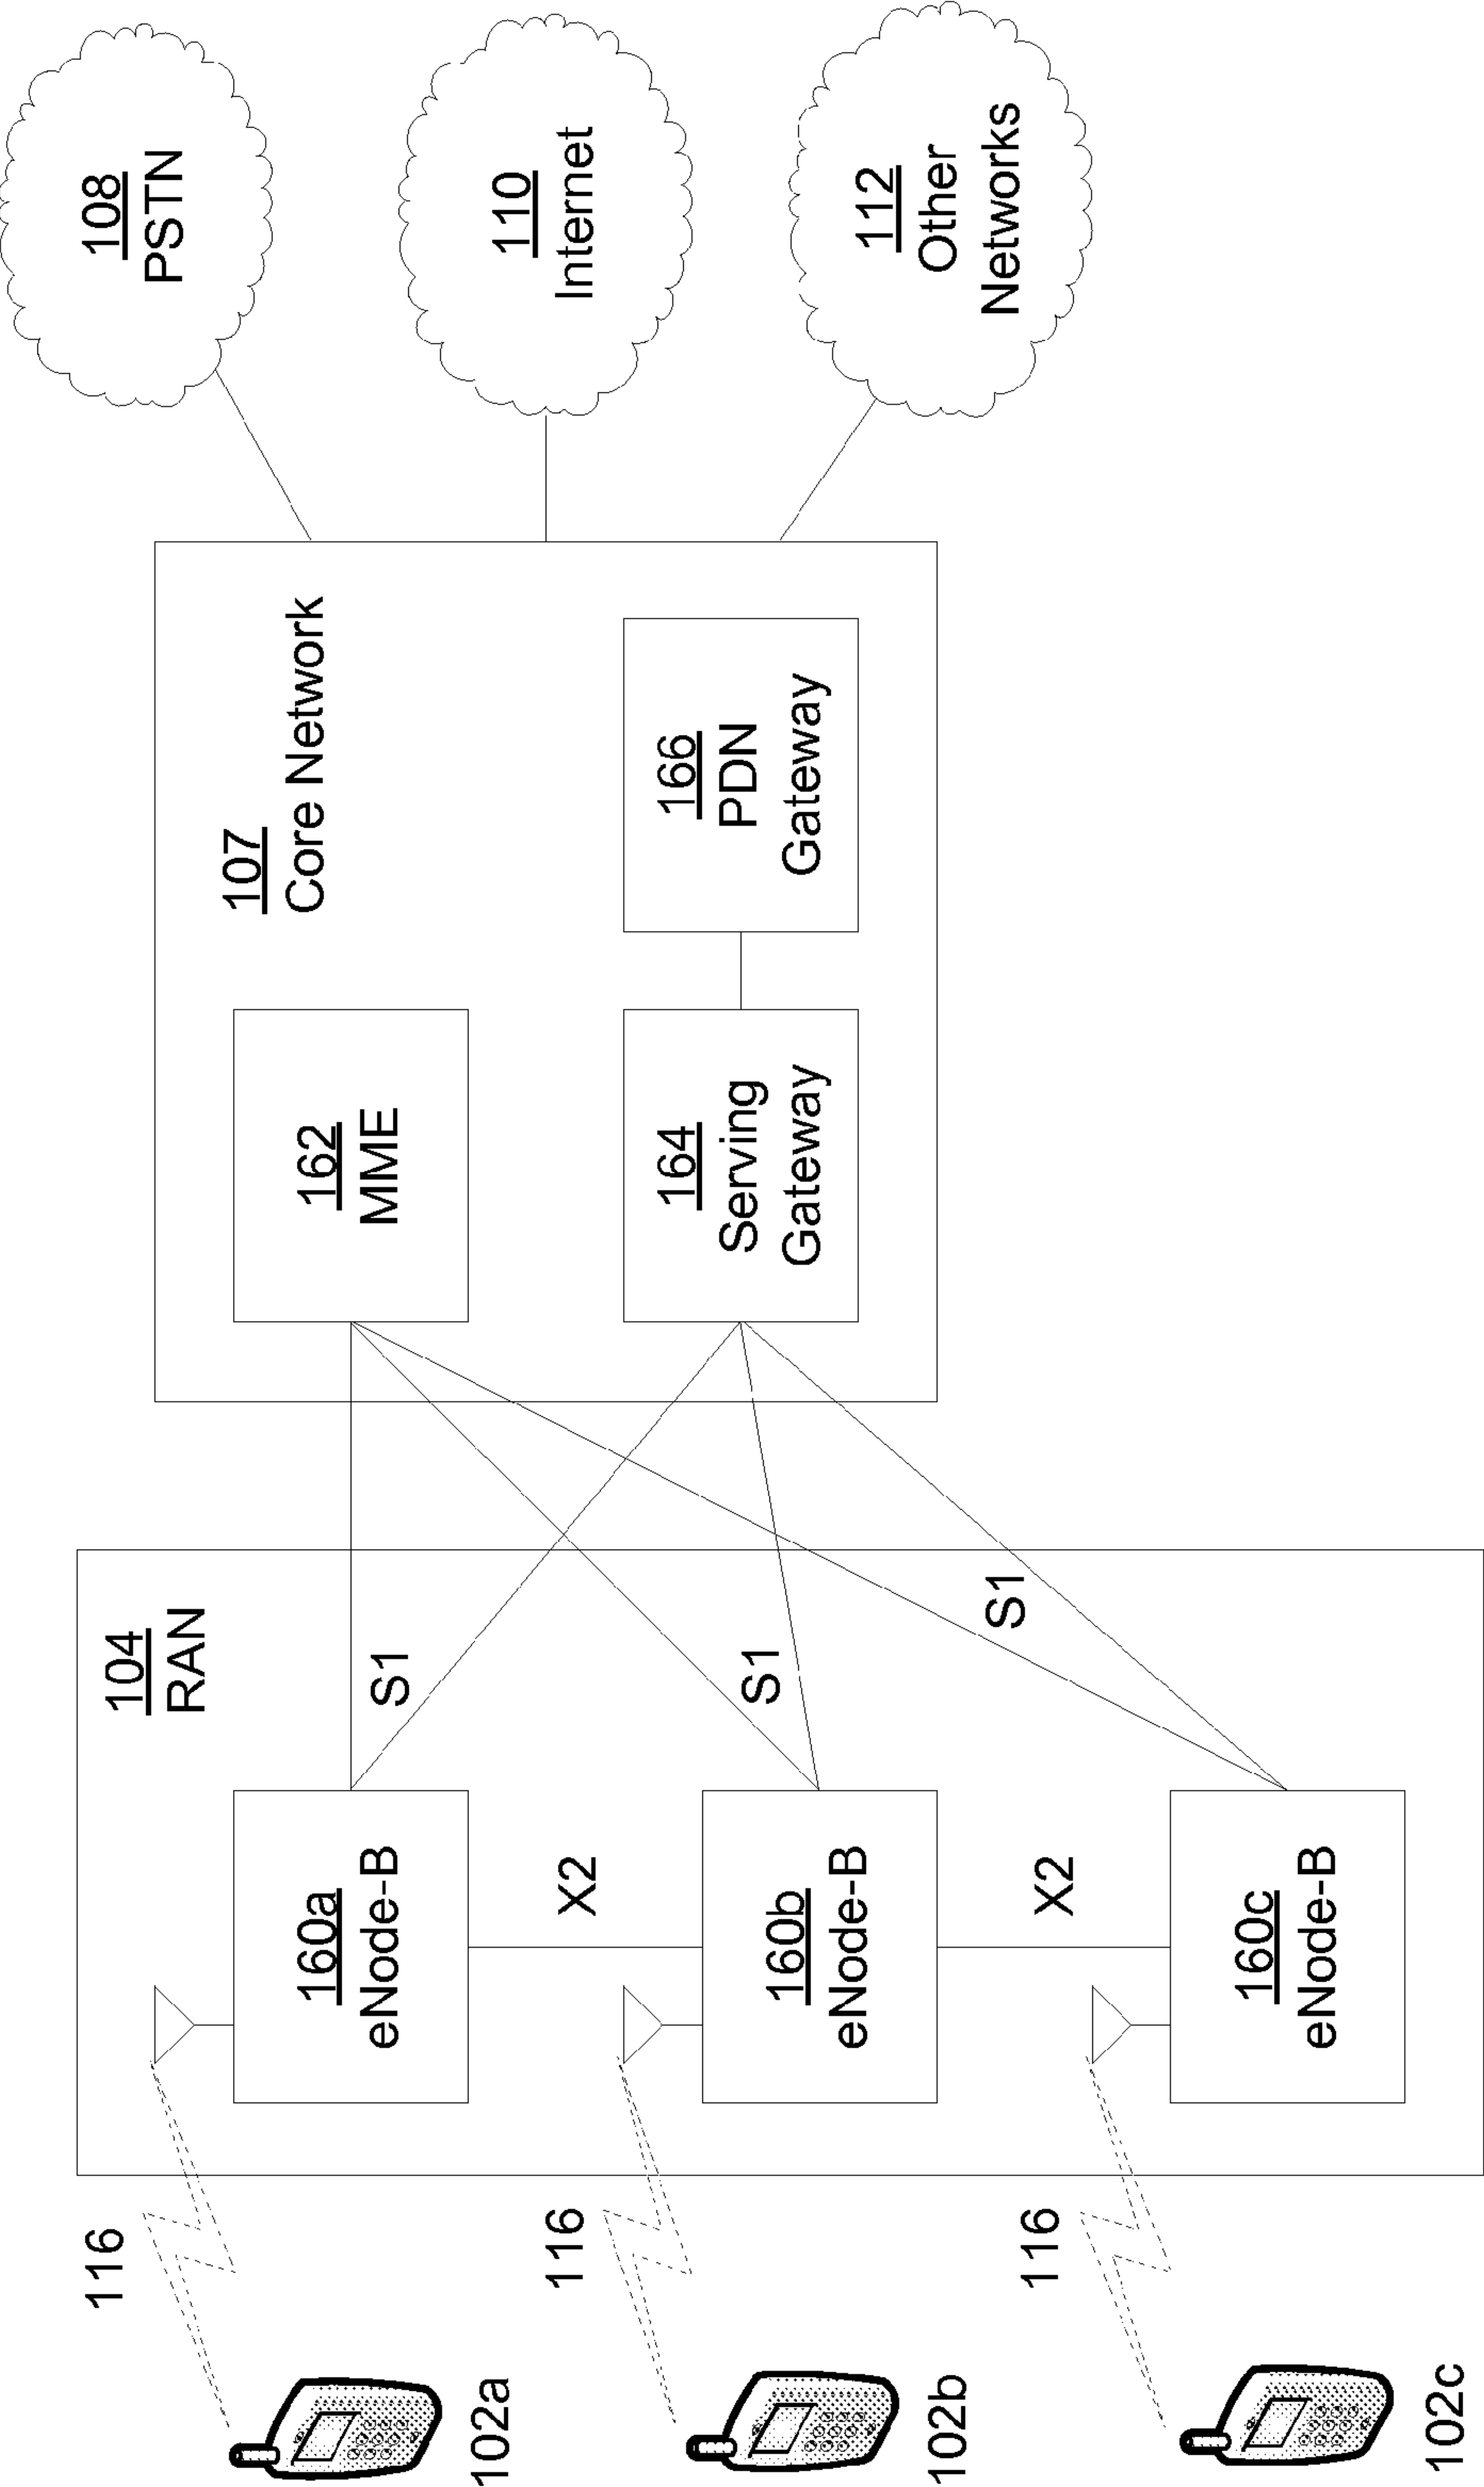 116
102a
116
102b
116
102c
104
RAN
160a
eNode-B
X2
160b
eNode-B
X2
160c
eNode-B
S1
S1
S1
107
Core Network
162
MME
164
Serving
Gateway
166
PDN
Gateway
108
PSTN
110
Internet
112
Other
Networks